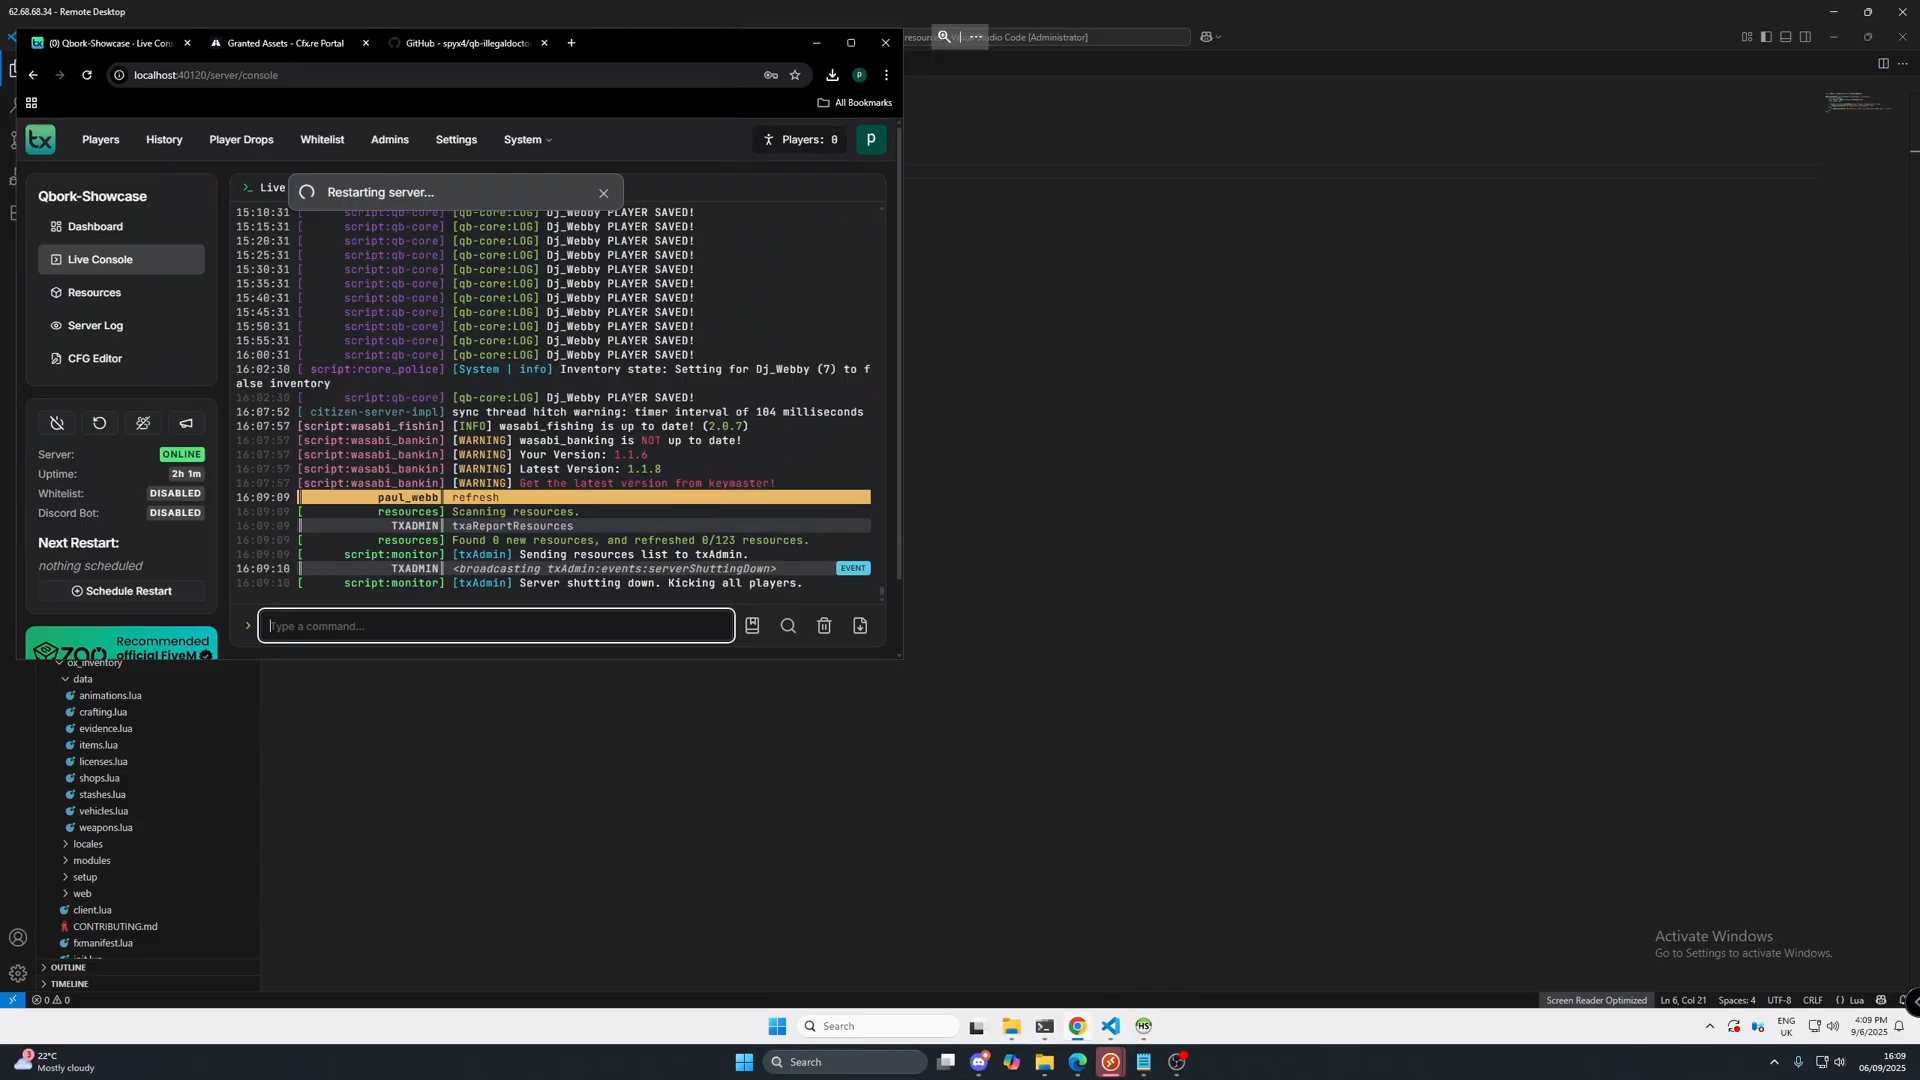 62.68.68.34 - Remote Desktop
(0) Qbork-Showcase · Live Cons
Granted Assets - Cfx.re Portal
GitHub - spyx4/qb-illegaldoctor
Visual Studio Code [Administrator]
localhost:40120/server/console
All Bookmarks
tx
Players
History
Player Drops
Whitelist
Admins
Settings
System
Players: 0
p
Qbork-Showcase
Dashboard
Live Console
Resources
Server Log
CFG Editor
Server: ONLINE
Uptime: 2h 1m
Whitelist: DISABLED
Discord Bot: DISABLED
Next Restart:
nothing scheduled
Schedule Restart
Recommended
official FiveM
ZAP
Live
Restarting server...
15:10:31 [ script:qb-core] [qb-core:LOG] Dj_Webby PLAYER SAVED!
15:15:31 [ script:qb-core] [qb-core:LOG] Dj_Webby PLAYER SAVED!
15:20:31 [ script:qb-core] [qb-core:LOG] Dj_Webby PLAYER SAVED!
15:25:31 [ script:qb-core] [qb-core:LOG] Dj_Webby PLAYER SAVED!
15:30:31 [ script:qb-core] [qb-core:LOG] Dj_Webby PLAYER SAVED!
15:35:31 [ script:qb-core] [qb-core:LOG] Dj_Webby PLAYER SAVED!
15:40:31 [ script:qb-core] [qb-core:LOG] Dj_Webby PLAYER SAVED!
15:45:31 [ script:qb-core] [qb-core:LOG] Dj_Webby PLAYER SAVED!
15:50:31 [ script:qb-core] [qb-core:LOG] Dj_Webby PLAYER SAVED!
15:55:31 [ script:qb-core] [qb-core:LOG] Dj_Webby PLAYER SAVED!
16:00:31 [ script:qb-core] [qb-core:LOG] Dj_Webby PLAYER SAVED!
16:02:30 [ script:rcore_police] [System | info] Inventory state: Setting for Dj_Webby (7) to f
alse inventory
16:02:30 [ script:qb-core] [qb-core:LOG] Dj_Webby PLAYER SAVED!
16:07:52 [ citizen-server-impl] sync thread hitch warning: timer interval of 104 milliseconds
16:07:57 [script:wasabi_fishin] [INFO] wasabi_fishing is up to date! (2.0.7)
16:07:57 [script:wasabi_bankin] [WARNING] wasabi_banking is NOT up to date!
16:07:57 [script:wasabi_bankin] [WARNING] Your Version: 1.1.6
16:07:57 [script:wasabi_bankin] [WARNING] Latest Version: 1.1.8
16:07:57 [script:wasabi_bankin] [WARNING] Get the latest version from keymaster!
16:09:09 paul_webb refresh
16:09:09 [ resources] Scanning resources.
16:09:09 TXADMIN txaReportResources
16:09:09 [ resources] Found 0 new resources, and refreshed 0/123 resources.
16:09:09 [ script:monitor] [txAdmin] Sending resources list to txAdmin.
16:09:10 TXADMIN <broadcasting txAdmin:events:serverShuttingDown> EVENT
16:09:10 [ script:monitor] [txAdmin] Server shutting down. Kicking all players.
Type a command...
ox_inventory
data
animations.lua
crafting.lua
evidence.lua
items.lua
licenses.lua
shops.lua
stashes.lua
vehicles.lua
weapons.lua
locales
modules
setup
web
client.lua
CONTRIBUTING.md
fxmanifest.lua
OUTLINE
TIMELINE
Activate Windows
Go to Settings to activate Windows.
0 0
Screen Reader Optimized
Ln 6, Col 21
Spaces: 4
UTF-8
CRLF
{ } Lua
Search
ENG
UK
4:09 PM
9/6/2025
3
22°C
Mostly cloudy
Search
16:09
06/09/2025